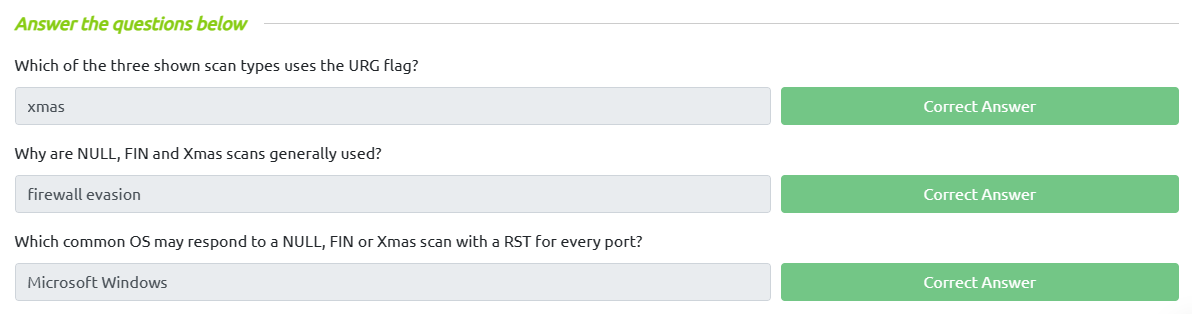 Answer the questions below
Which of the three shown scan types uses the URG flag?
xmas Correct Answer
Why are NULL, FIN and Xmas scans generally used?
firewall evasion Correct Answer
Which common OS may respond to a NULL, FIN or Xmas scan with a RST for every port?
Microsoft Windows Correct Answer